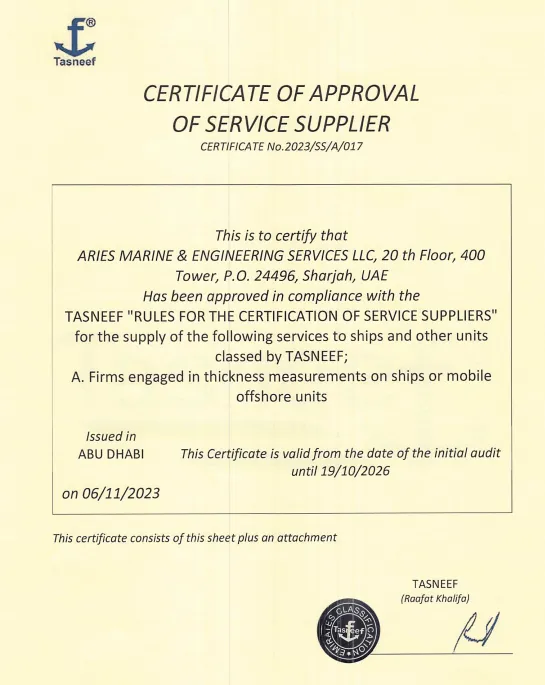 f®
Tasneef
CERTIFICATE OF APPROVAL
OF SERVICE SUPPLIER
CERTIFICATE No.2023/SS/A/017
This is to certify that
ARIES MARINE & ENGINEERING SERVICES LLC, 20 th Floor, 400
Tower, P.O. 24496, Sharjah, UAE
Has been approved in compliance with the
TASNEEF "RULES FOR THE CERTIFICATION OF SERVICE SUPPLIERS"
for the supply of the following services to ships and other units
classed by TASNEEF;
A. Firms engaged in thickness measurements on ships or mobile
offshore units
Issued in
ABU DHABI
This Certificate is valid from the date of the initial audit
until 19/10/2026
on 06/11/2023
This certificate consists of this sheet plus an attachment
TASNEEF
(Raafat Khalifa)
EMIRATES CLASSIFICATION
Tasneef